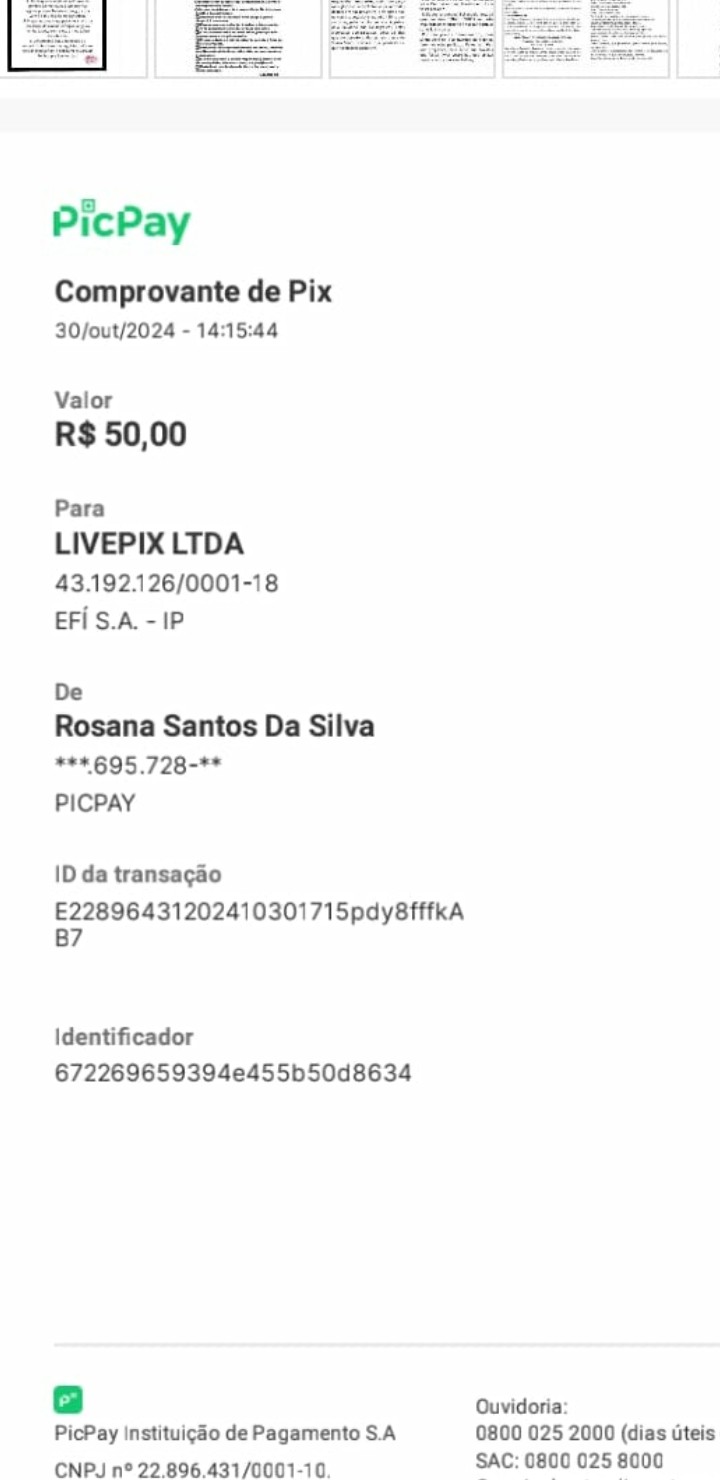 PicPay
Comprovante de Pix
30/out/2024 - 14:15:44
Valor
R$ 50,00
Para
LIVEPIX LTDA
43.192.126/0001-18
EFÍ S.A. - IP
De
Rosana Santos Da Silva
***.695.728-**
PICPAY
ID da transação
E22896431202410301715pdy8fffkA
B7
Identificador
672269659394e455b50d8634
PicPay Instituição de Pagamento S.A
CNPJ nº 22.896.431/0001-10.
Ouvidoria:
0800 025 2000 (dias úteis
SAC: 0800 025 8000